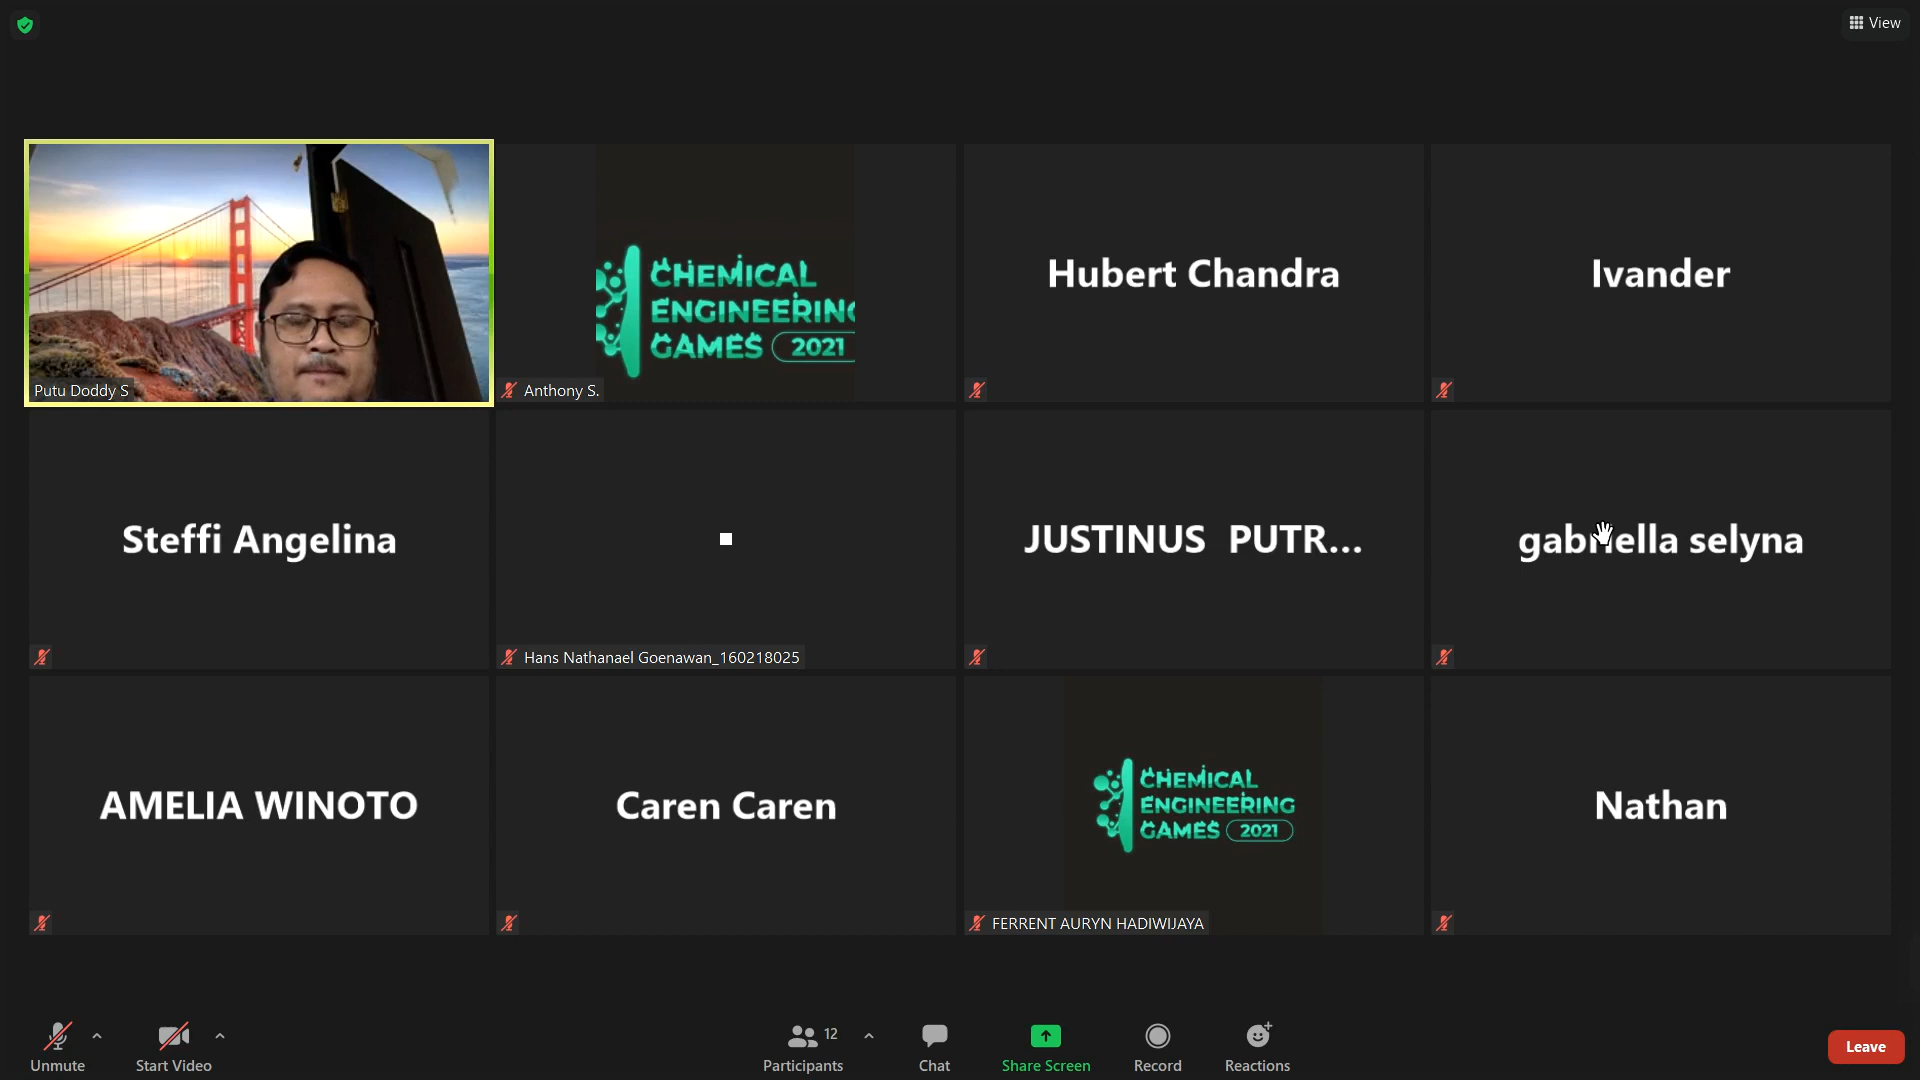 View
Putu Doddy S
CHEMICAL
ENGINEERING
GAMES 2021
Anthony S.
Hubert Chandra
Ivander
Steffi Angelina
Hans Nathanael Goenawan_160218025
JUSTINUS PUTR...
gabriella selyna
AMELIA WINOTO
Caren Caren
CHEMICAL
ENGINEERING
GAMES 2021
FERRENT AURYN HADIWIJAYA
Nathan
Unmute
Start Video
12
Participants
Chat
Share Screen
Record
Reactions
Leave